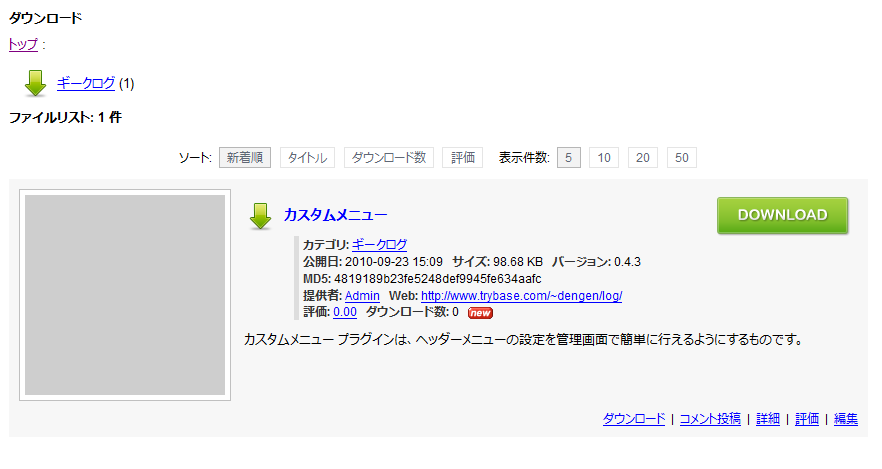 ダウンロード
トップ :
ギークログ (1)
ファイルリスト: 1 件
ソート: 新着順 タイトル ダウンロード数 評価 表示件数: 5 10 20 50
カスタムメニュー DOWNLOAD
カテゴリ: ギークログ
公開日: 2010-09-23 15:09 サイズ: 98.68 KB バージョン: 0.4.3
MD5: 4819189b23fe5248def9945fe634aafc
提供者: Admin Web: http://www.trybase.com/~dengen/log/
評価: 0.00 ダウンロード数: 0 new
カスタムメニュー プラグインは、ヘッダーメニューの設定を管理画面で簡単に行えるようにするものです。
ダウンロード | コメント投稿 | 詳細 | 評価 | 編集